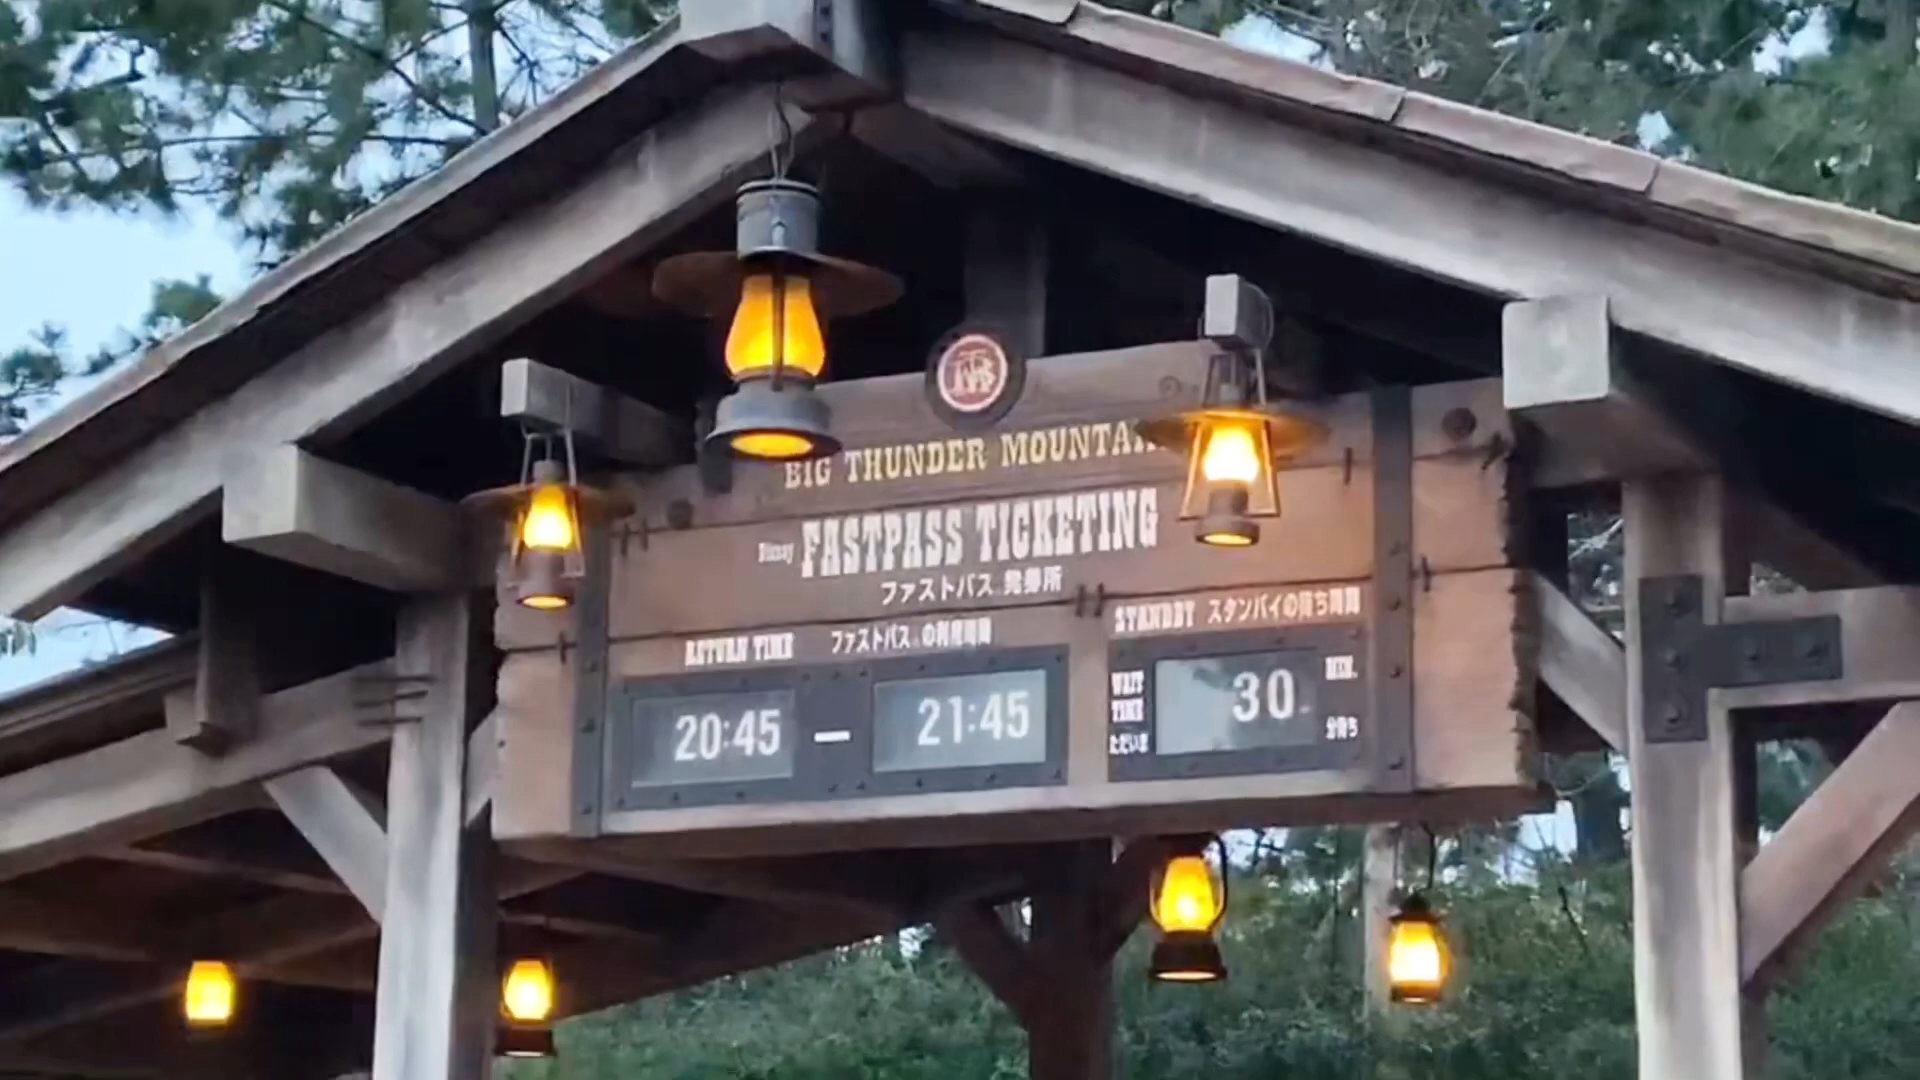 BIG THUNDER MOUNTAIN
Disney FASTPASS TICKETING
ファストパス 発券所
RETURN TIME ファストパス の利用時間
20:45 — 21:45
STANDBY スタンバイの待ち時間
WAIT TIME
ただいま
30
MIN.
分待ち